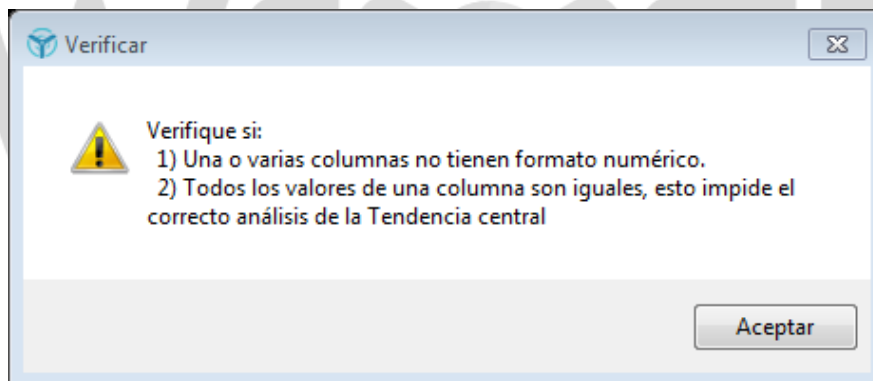 Verificar
Verifique si:
1) Una o varias columnas no tienen formato numérico.
2) Todos los valores de una columna son iguales, esto impide el
correcto análisis de la Tendencia central
Aceptar